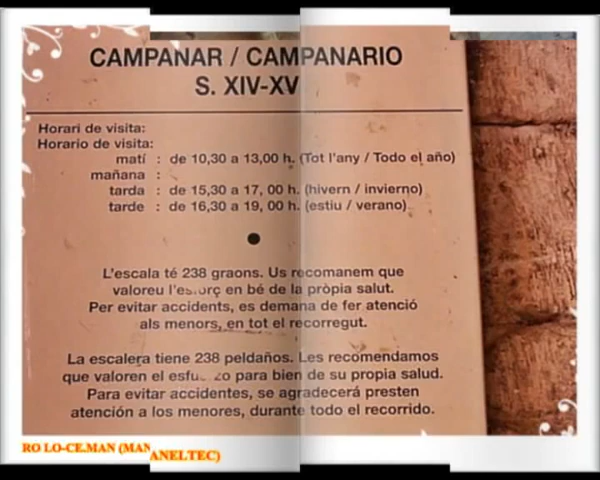 CAMPANAR / CAMPANARIO
S. XIV-XV
Horari de visita:
Horario de visita:
matí : de 10,30 a 13,00 h. (Tot l'any / Todo el año)
mañana :
tarda : de 15,30 a 17, 00 h. (hivern / invierno)
tarde : de 16,30 a 19, 00 h. (estiu / verano)
L'escala té 238 graons. Us recomanem que
valoreu l'esforç en bé de la pròpia salut.
Per evitar accidents, es demana de fer atenció
als menors, en tot el recorregut.
La escalera tiene 238 peldaños. Les recomendamos
que valoren el esfuerzo para bien de su propia salud.
Para evitar accidentes, se agradecerá presten
atención a los menores, durante todo el recorrido.
RO LO-CE.MAN (MANELTEC)